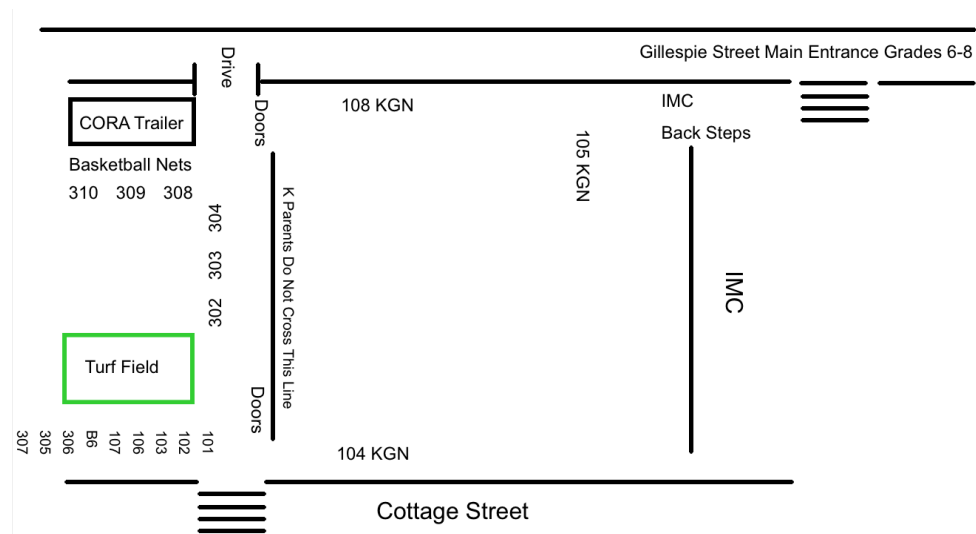 Gillespie Street Main Entrance Grades 6-8
Drive
CORA Trailer
Doors
108 KGN
IMC
Back Steps
105 KGN
Basketball Nets
310 309 308
304
303
302
K Parents Do Not Cross This Line
IMC
Turf Field
Doors
307
305
306
B6
107
106
103
102
101
104 KGN
Cottage Street